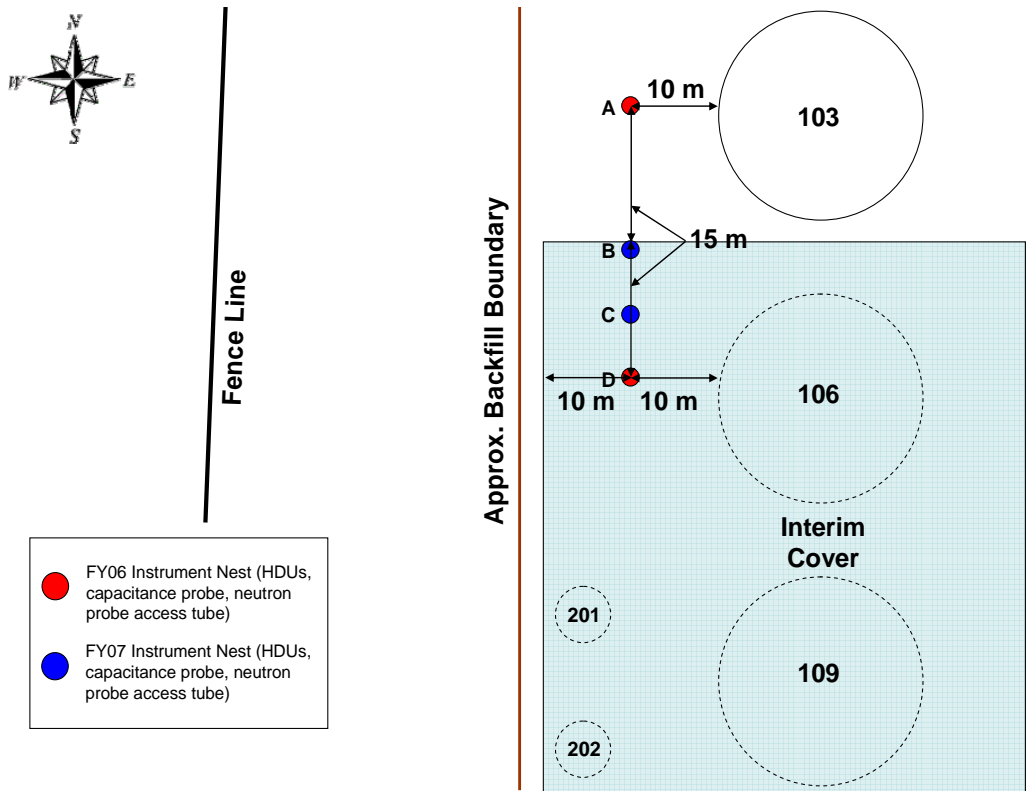 N
W
E
S
Fence Line
Approx. Backfill Boundary
A
10 m
103
B
15 m
C
D
10 m
10 m
106
Interim
Cover
201
109
202
FY06 Instrument Nest (HDUs,
capacitance probe, neutron
probe access tube)
FY07 Instrument Nest (HDUs,
capacitance probe, neutron
probe access tube)